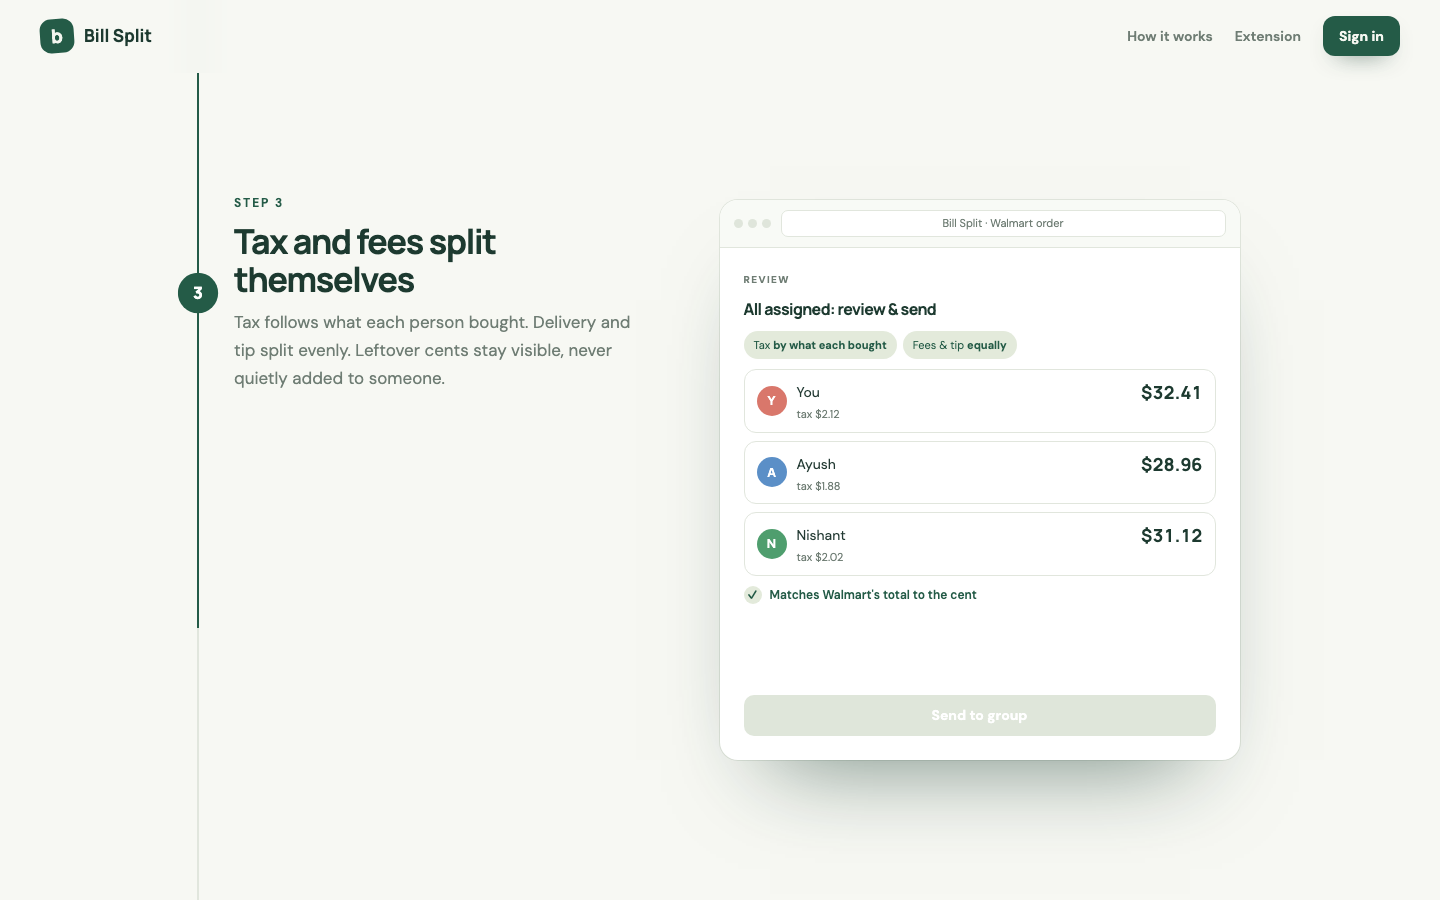 b Bill Split
How it works Extension Sign in
STEP 3
Tax and fees split
themselves
3
Tax follows what each person bought. Delivery and
tip split evenly. Leftover cents stay visible, never
quietly added to someone.
Bill Split · Walmart order
REVIEW
All assigned: review & send
Tax by what each bought Fees & tip equally
Y You $32.41
tax $2.12
A Ayush $28.96
tax $1.88
N Nishant $31.12
tax $2.02
Matches Walmart's total to the cent
Send to group